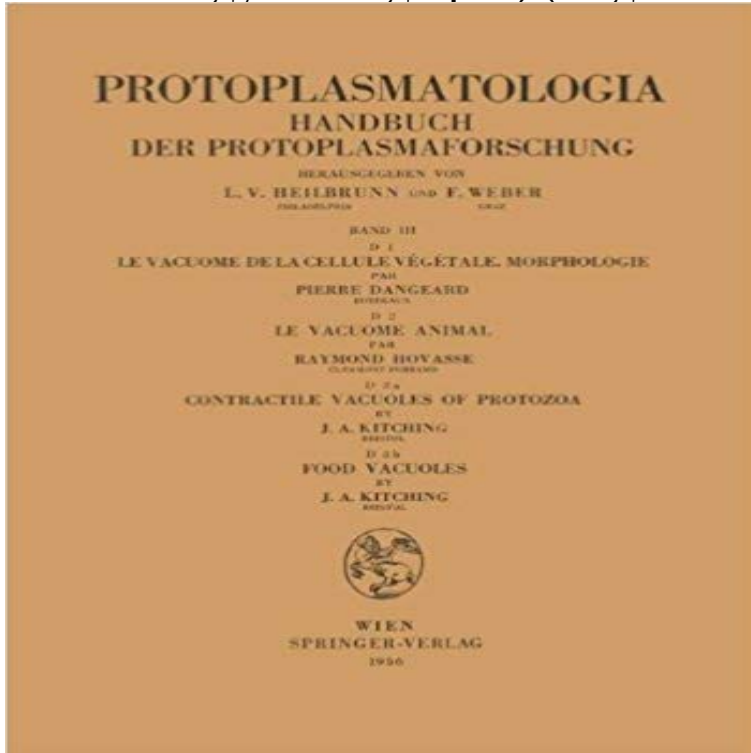 PROTOPLASMATOLOGIA
HANDBUCH
DER PROTOPLASMAFORSCHUNG
HERAUSGEGEBEN VON
L. V. HEILBRUNN UND F. WEBER
PHILADELPHIA GRAZ
BAND III
D 1
LE VACUOME DE LA CELLULE VÉGÉTALE. MORPHOLOGIE
PAR
PIERRE DANGEARD
BORDEAUX
D 2
LE VACUOME ANIMAL
PAR
RAYMOND HOVASSE
CLERMONT-FERRAND
D 3a
CONTRACTILE VACUOLES OF PROTOZOA
BY
J. A. KITCHING
BRISTOL
D 3b
FOOD VACUOLES
BY
J. A. KITCHING
BRISTOL
WIEN
SPRINGER-VERLAG
1956